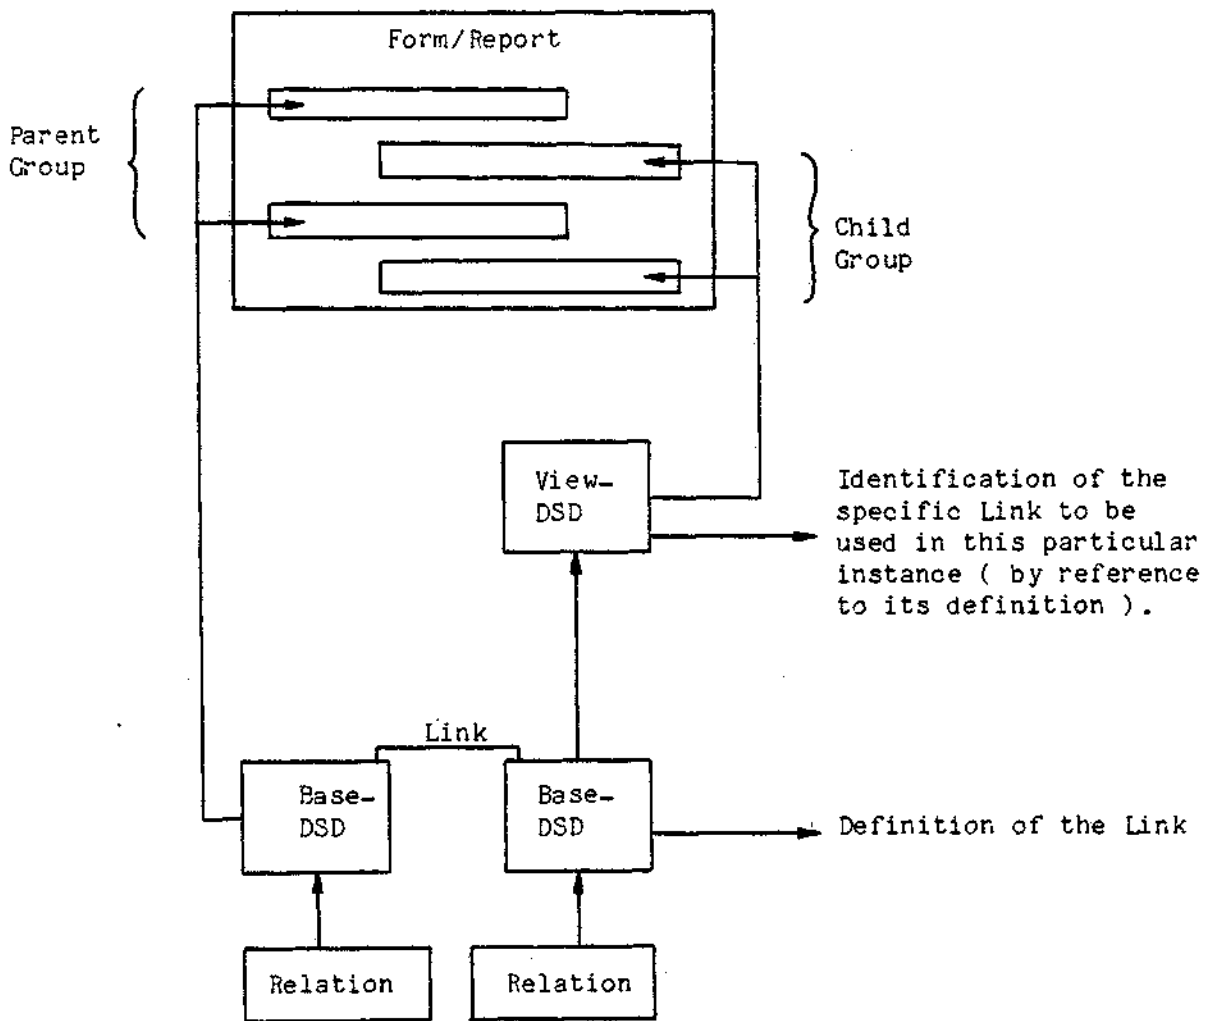 Form/Report
Parent
Group
Child
Group
View-
DSD
Identification of the
specific Link to be
used in this particular
instance ( by reference
to its definition ).
Link
Base-
DSD
Base-
DSD
Definition of the Link
Relation
Relation